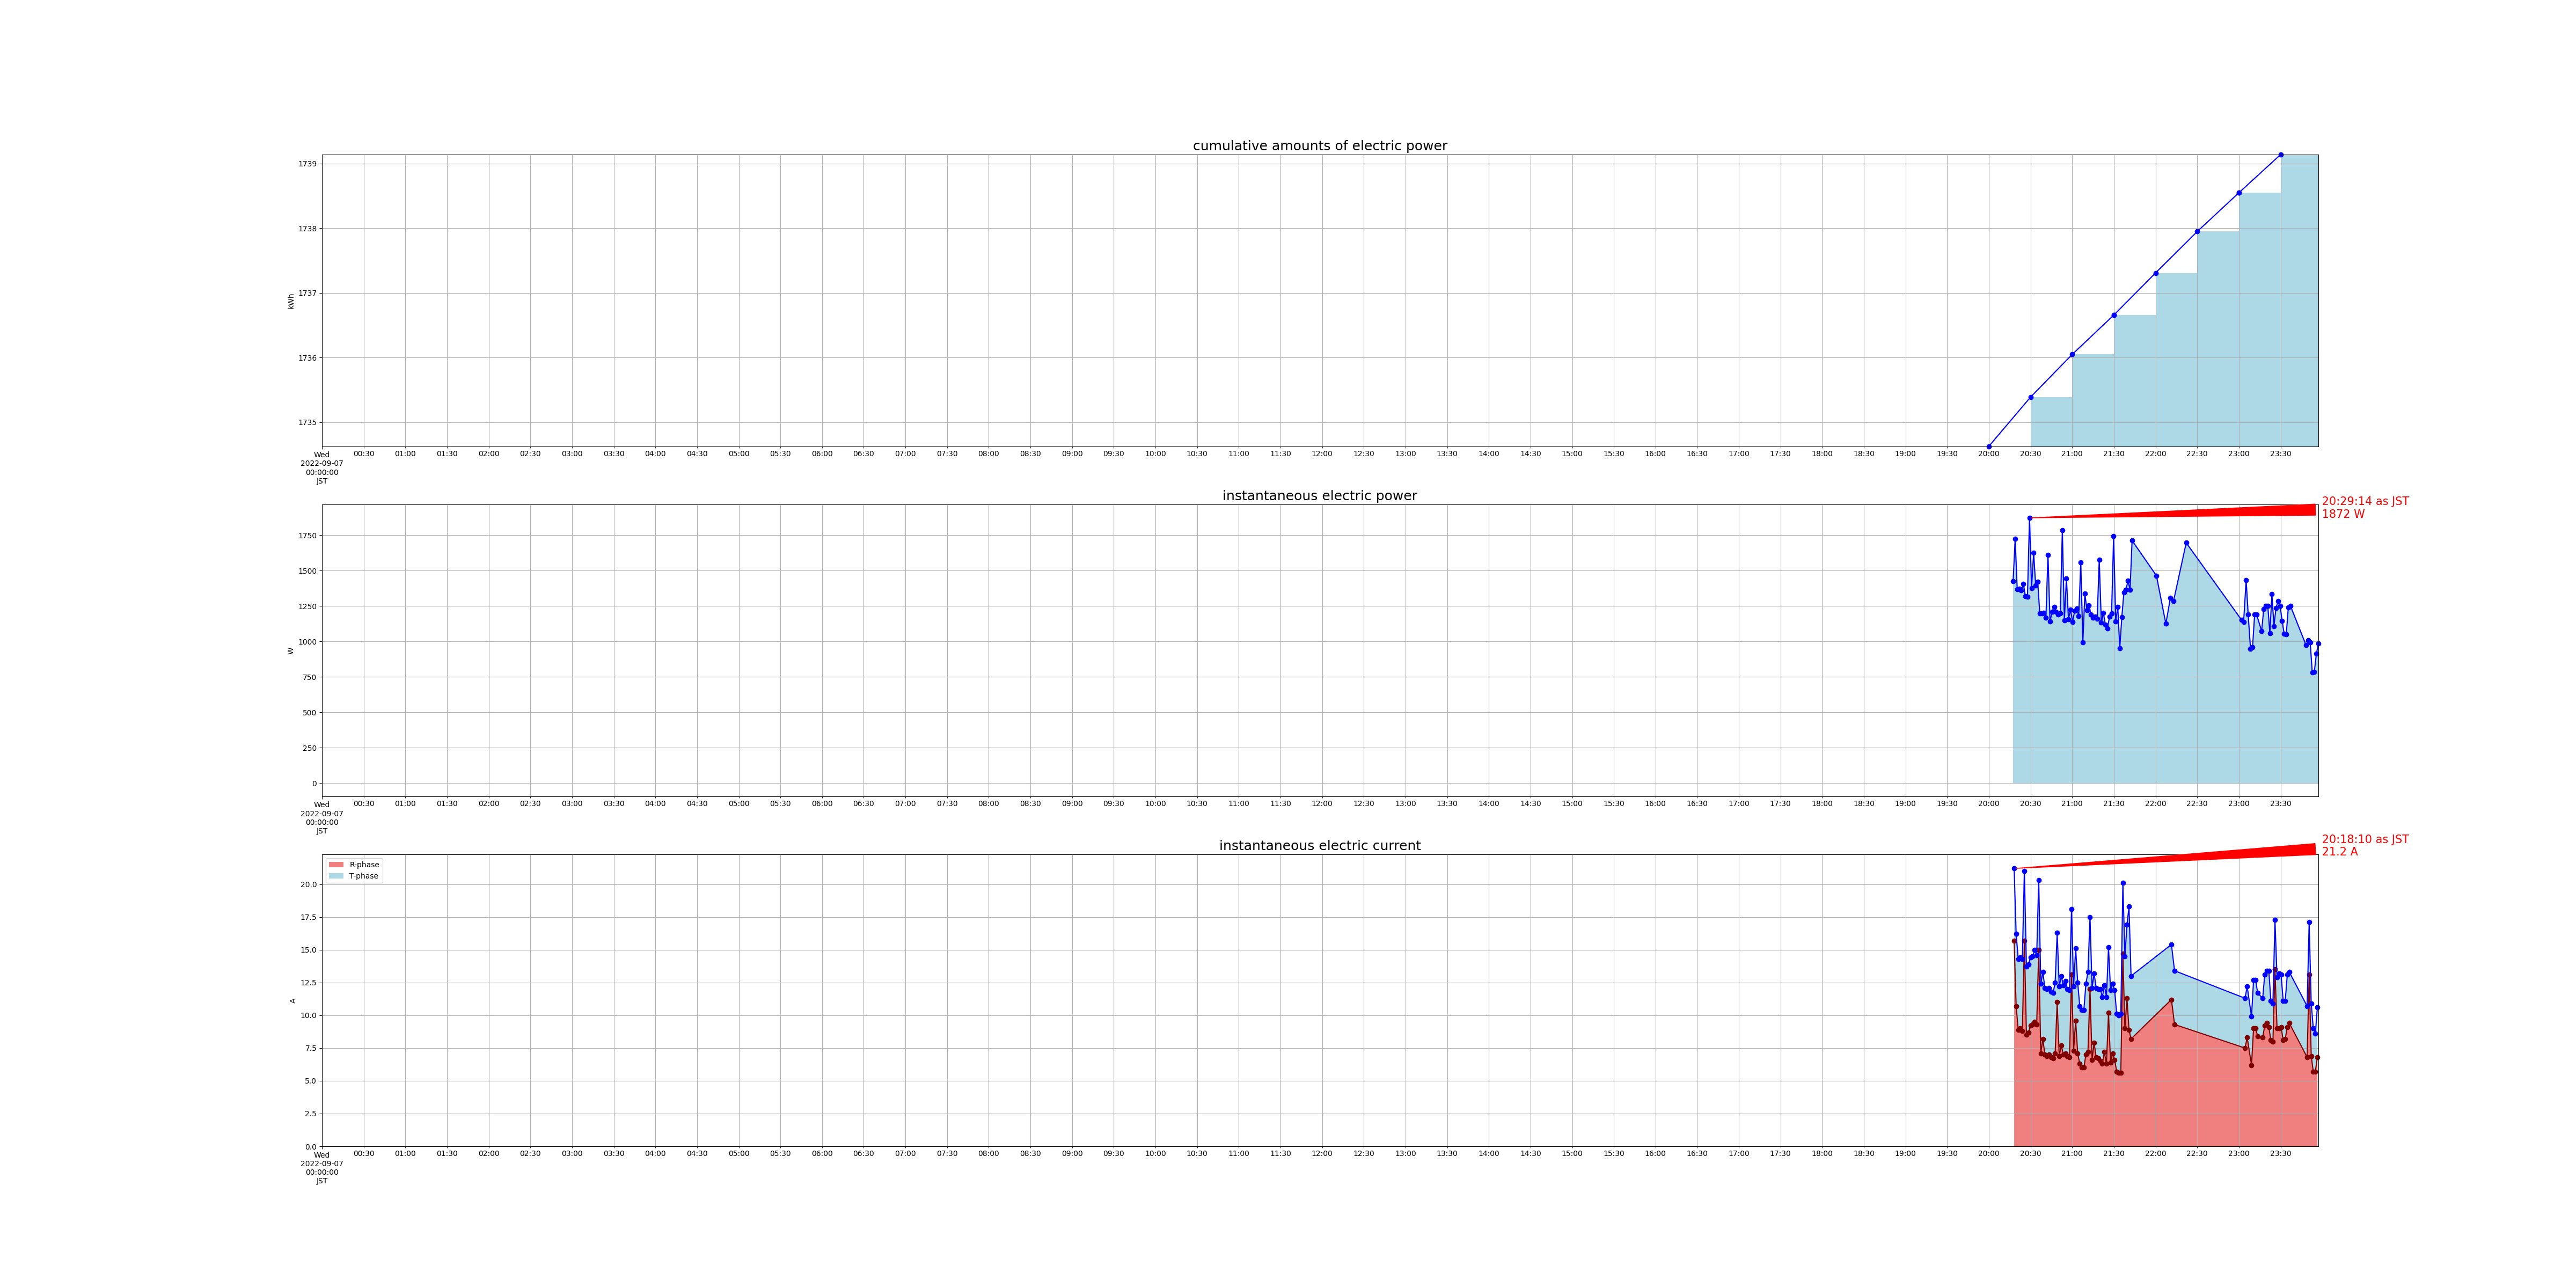 cumulative amounts of electric power
1739
1738
1737
1736
1735
kWh
00:30 01:00 01:30 02:00 02:30 03:00 03:30 04:00 04:30 05:00 05:30 06:00 06:30 07:00 07:30 08:00 08:30 09:00 09:30 10:00 10:30 11:00 11:30 12:00 12:30 13:00 13:30 14:00 14:30 15:00 15:30 16:00 16:30 17:00 17:30 18:00 18:30 19:00 19:30 20:00 20:30 21:00 21:30 22:00 22:30 23:00 23:30
Wed
2022-09-07
00:00:00
JST
instantaneous electric power
20:29:14 as JST
1872 W
1750
1500
1250
1000
750
500
250
0
W
00:30 01:00 01:30 02:00 02:30 03:00 03:30 04:00 04:30 05:00 05:30 06:00 06:30 07:00 07:30 08:00 08:30 09:00 09:30 10:00 10:30 11:00 11:30 12:00 12:30 13:00 13:30 14:00 14:30 15:00 15:30 16:00 16:30 17:00 17:30 18:00 18:30 19:00 19:30 20:00 20:30 21:00 21:30 22:00 22:30 23:00 23:30
Wed
2022-09-07
00:00:00
JST
instantaneous electric current
20:18:10 as JST
21.2 A
R-phase
T-phase
20.0
17.5
15.0
12.5
10.0
7.5
5.0
2.5
0.0
A
00:30 01:00 01:30 02:00 02:30 03:00 03:30 04:00 04:30 05:00 05:30 06:00 06:30 07:00 07:30 08:00 08:30 09:00 09:30 10:00 10:30 11:00 11:30 12:00 12:30 13:00 13:30 14:00 14:30 15:00 15:30 16:00 16:30 17:00 17:30 18:00 18:30 19:00 19:30 20:00 20:30 21:00 21:30 22:00 22:30 23:00 23:30
Wed
2022-09-07
00:00:00
JST